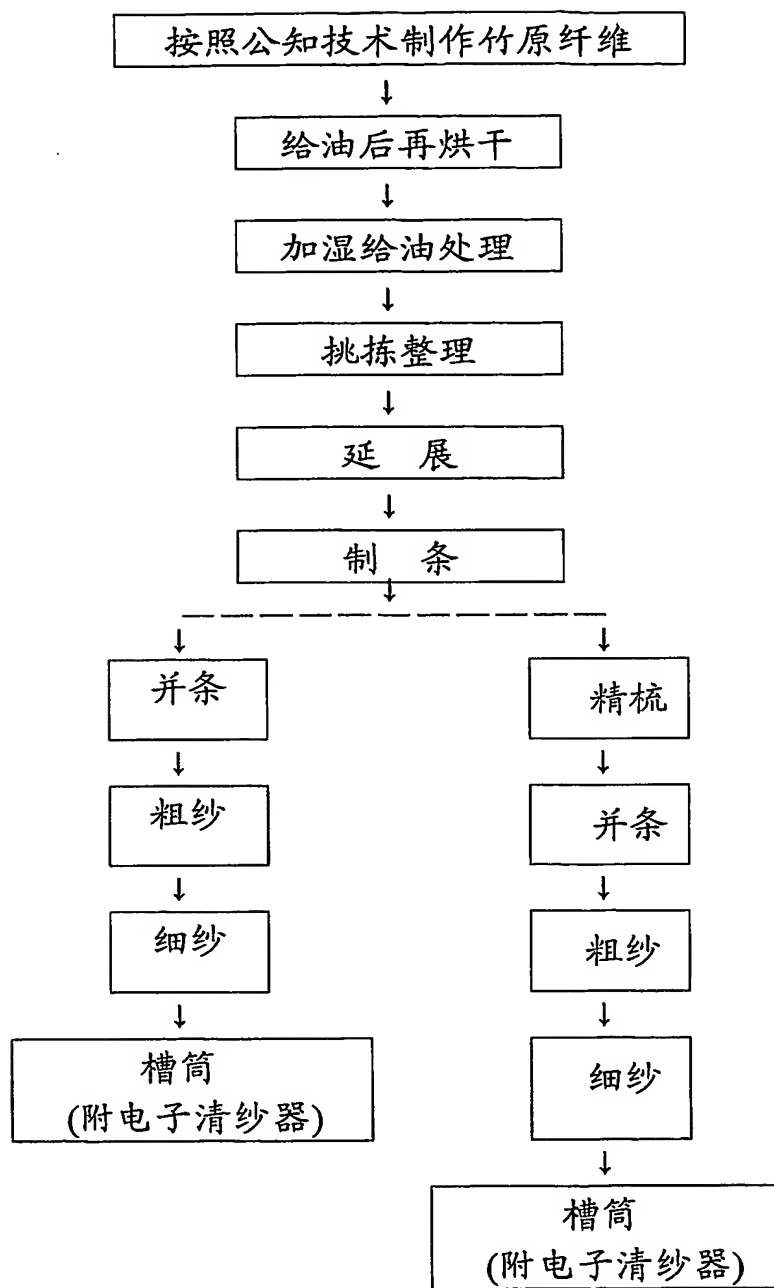 按照公知技术制作竹原纤维
↓
给油后再烘干
↓
加湿给油处理
↓
挑拣整理
↓
延 展
↓
制 条
↓
↓ ↓
并条 精梳
↓ ↓
粗纱 并条
↓ ↓
细纱 粗纱
↓ ↓
槽筒
(附电子清纱器)
细纱
↓
槽筒
(附电子清纱器)